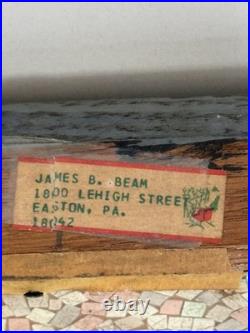 JAMES B. BEAM
1800 LEHIGH STREET
EASTON, PA.
18042